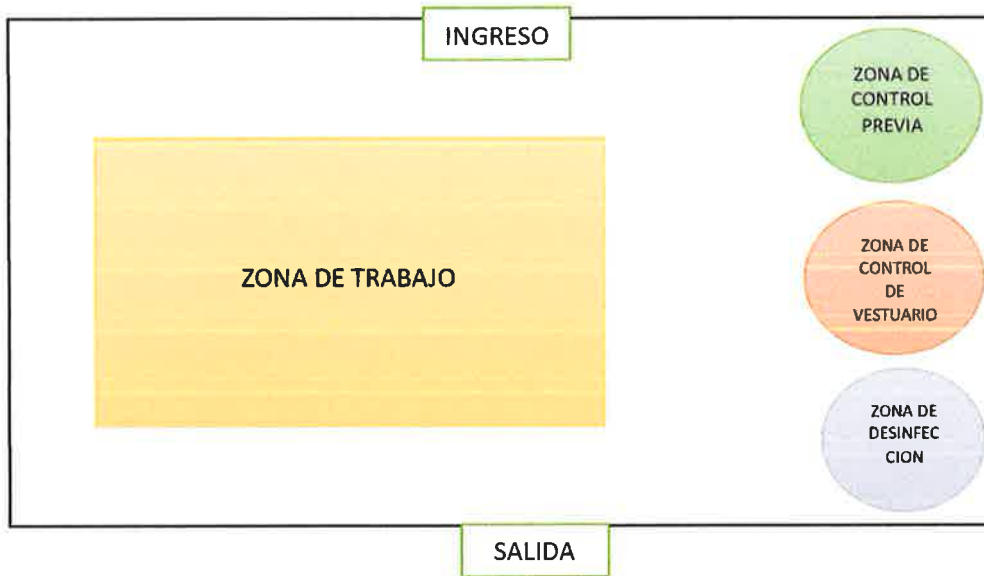 INGRESO
ZONA DE
CONTROL
PREVIA
ZONA DE TRABAJO
ZONA DE
CONTROL
DE
VESTUARIO
ZONA DE
DESINFEC
CION
SALIDA